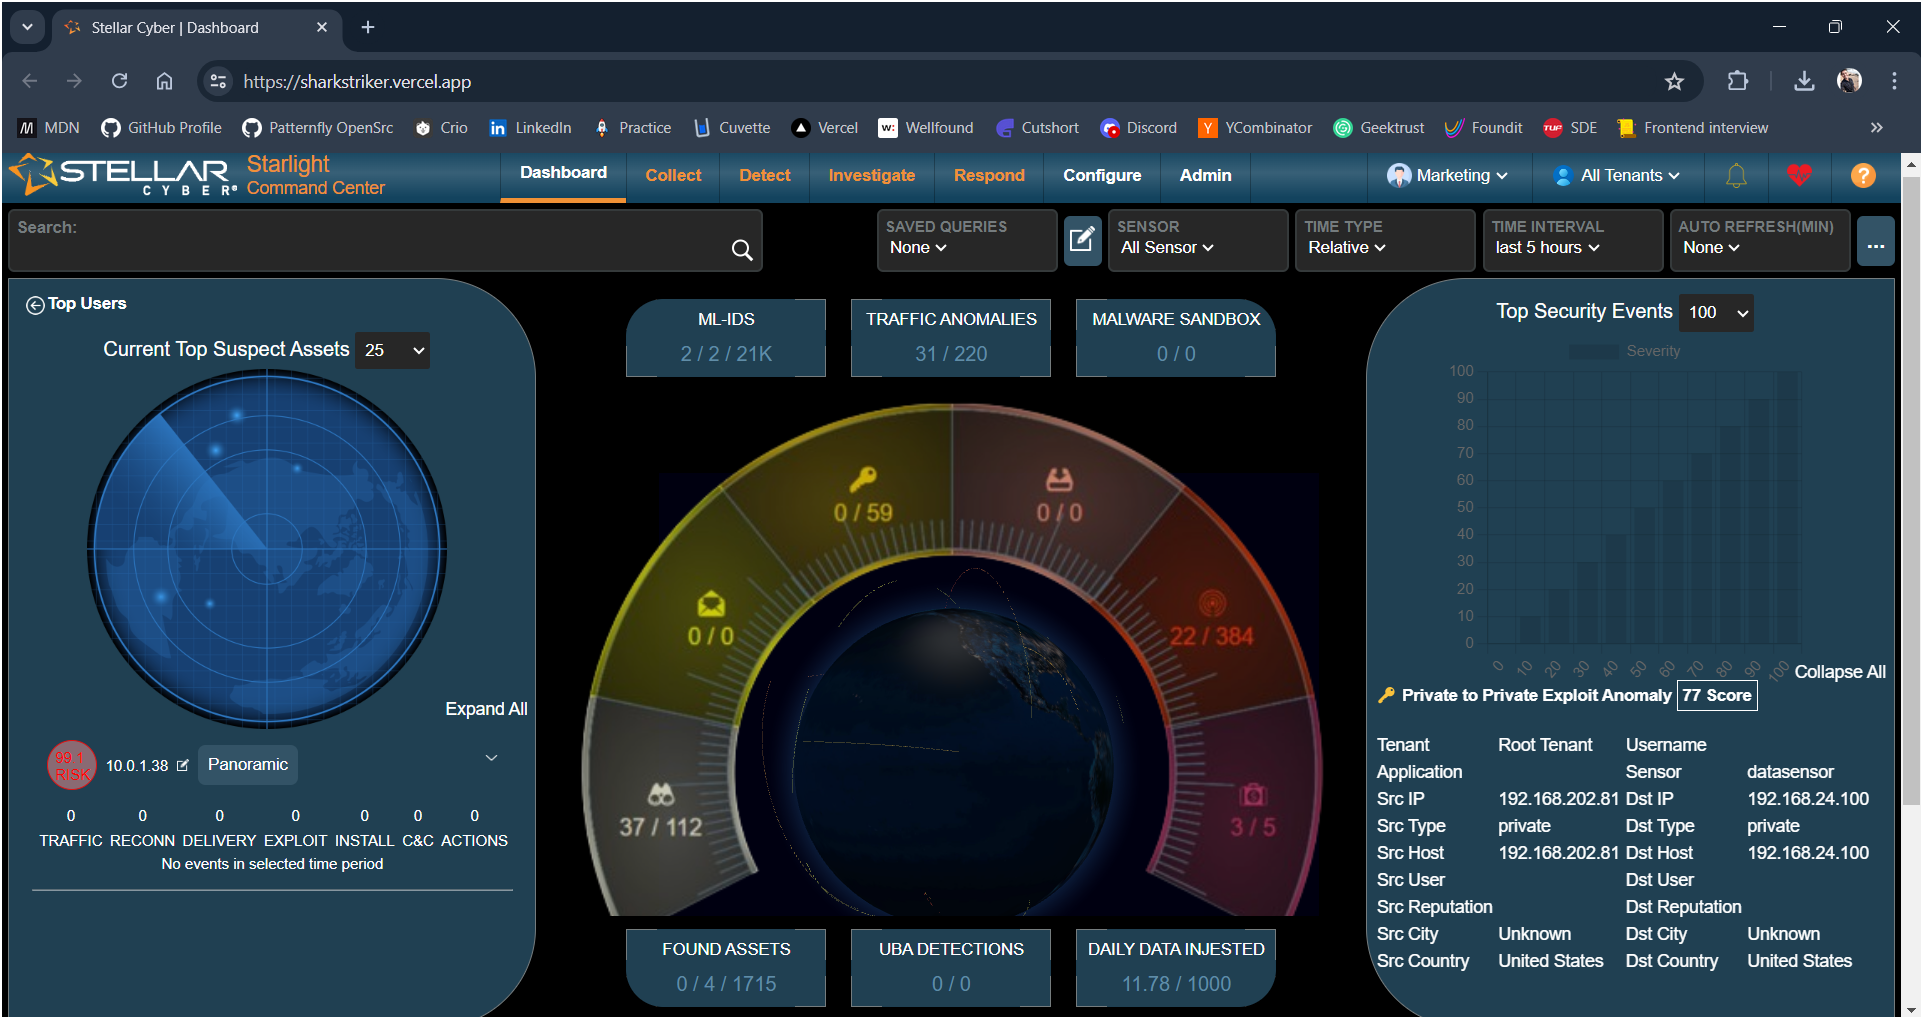 Stellar Cyber | Dashboard
https://sharkstriker.vercel.app
MDN GitHub Profile Patternfly OpenSrc Crio LinkedIn Practice Cuvette Vercel Wellfound Cutshort Discord YCombinator Geektrust Foundit SDE Frontend interview
STELLAR
CYBER
Starlight
Command Center
Dashboard Collect Detect Investigate Respond Configure Admin
Marketing All Tenants
Search:
SAVED QUERIES
None
SENSOR
All Sensor
TIME TYPE
Relative
TIME INTERVAL
last 5 hours
AUTO REFRESH(MIN)
None
...
Top Users
Current Top Suspect Assets 25
Expand All
99.1
RISK
10.0.1.38 Panoramic
0 0 0 0 0 0 0
TRAFFIC RECONN DELIVERY EXPLOIT INSTALL C&C ACTIONS
No events in selected time period
ML-IDS
2 / 2 / 21K
TRAFFIC ANOMALIES
31 / 220
MALWARE SANDBOX
0 / 0
0 / 59
0 / 0
0 / 0
22 / 384
37 / 112
3 / 5
FOUND ASSETS
0 / 4 / 1715
UBA DETECTIONS
0 / 0
DAILY DATA INJESTED
11.78 / 1000
Top Security Events 100
Severity
100
90
80
70
60
50
40
30
20
10
0
0 10 20 30 40 50 60 70 80 90 100
Collapse All
Private to Private Exploit Anomaly 77 Score
Tenant Root Tenant Username
Application Sensor datasensor
Src IP 192.168.202.81 Dst IP 192.168.24.100
Src Type private Dst Type private
Src Host 192.168.202.81 Dst Host 192.168.24.100
Src User Dst User
Src Reputation Dst Reputation
Src City Unknown Dst City Unknown
Src Country United States Dst Country United States